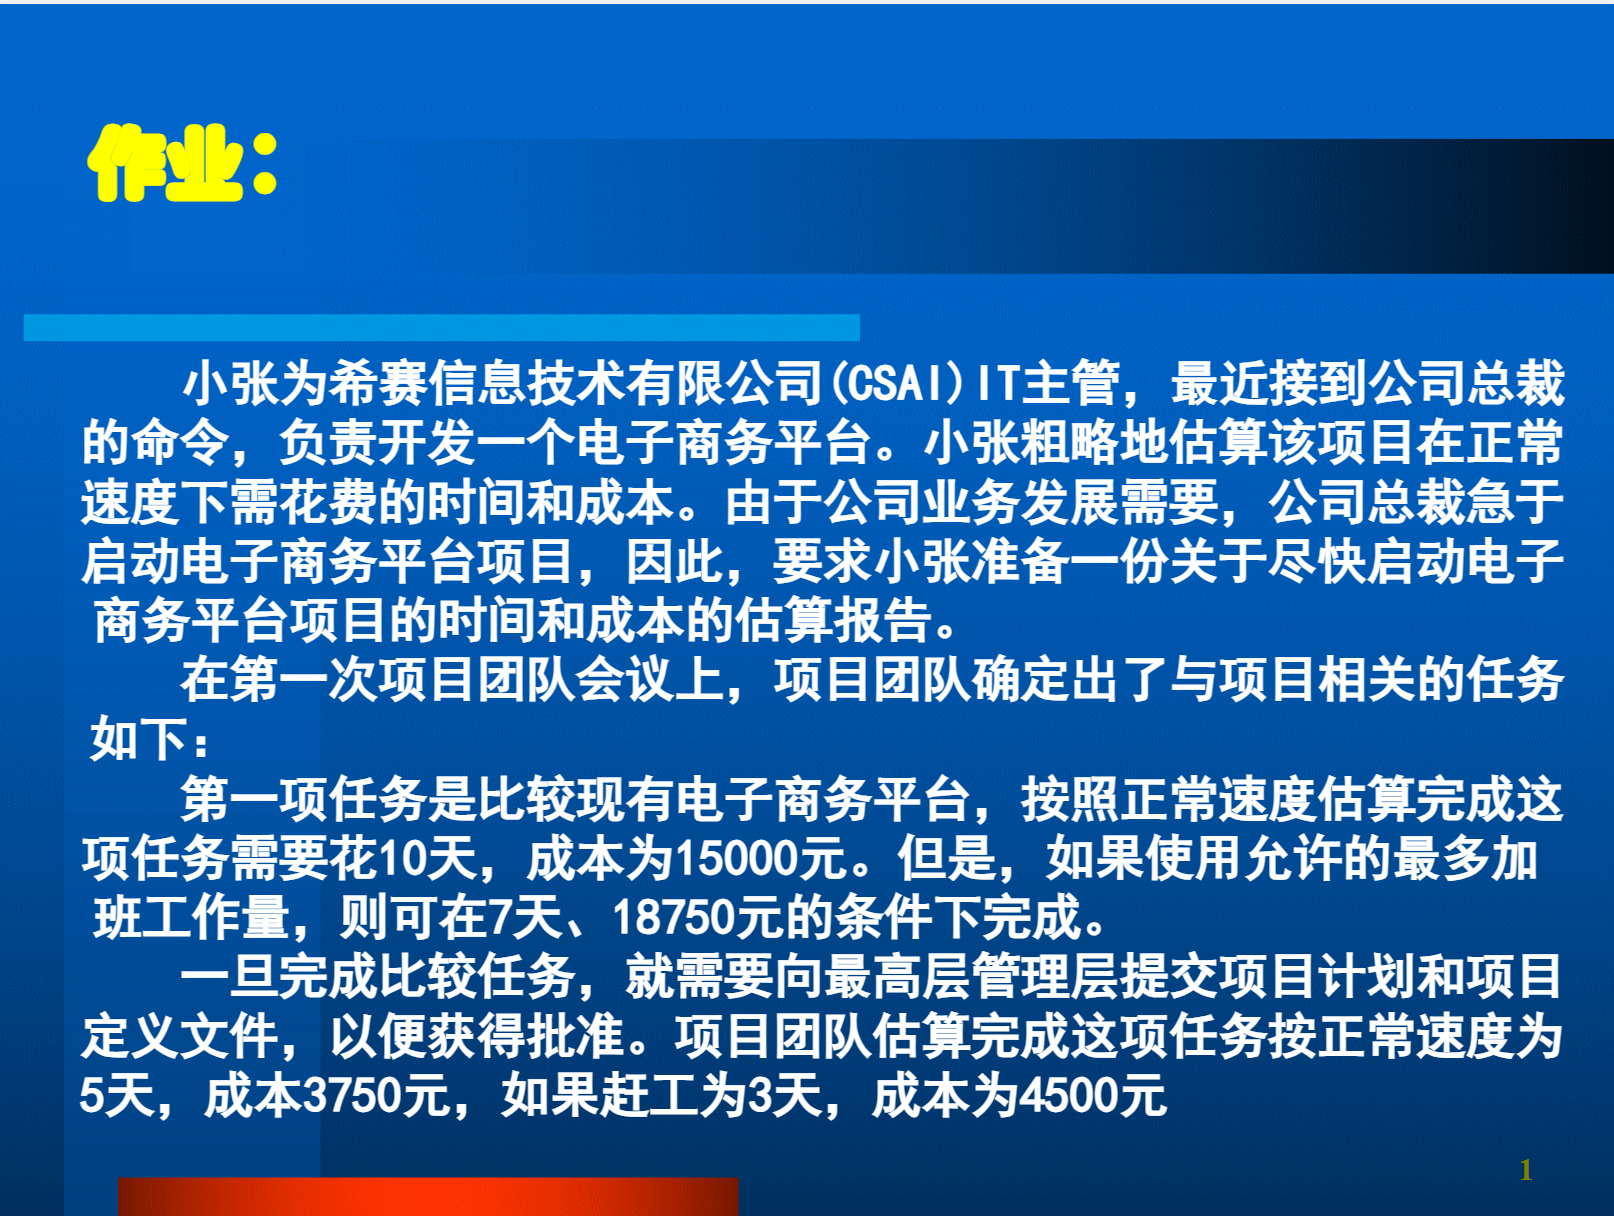 作业：
小张为希赛信息技术有限公司(CSAI)IT主管，最近接到公司总裁
的命令，负责开发一个电子商务平台。小张粗略地估算该项目在正常
速度下需花费的时间和成本。由于公司业务发展需要，公司总裁急于
启动电子商务平台项目，因此，要求小张准备一份关于尽快启动电子
商务平台项目的时间和成本的估算报告。
在第一次项目团队会议上，项目团队确定出了与项目相关的任务
如下：
第一项任务是比较现有电子商务平台，按照正常速度估算完成这
项任务需要花10天，成本为15000元。但是，如果使用允许的最多加
班工作量，则可在7天、18750元的条件下完成。
一旦完成比较任务，就需要向最高层管理层提交项目计划和项目
定义文件，以便获得批准。项目团队估算完成这项任务按正常速度为
5天，成本3750元，如果赶工为3天，成本为4500元
1